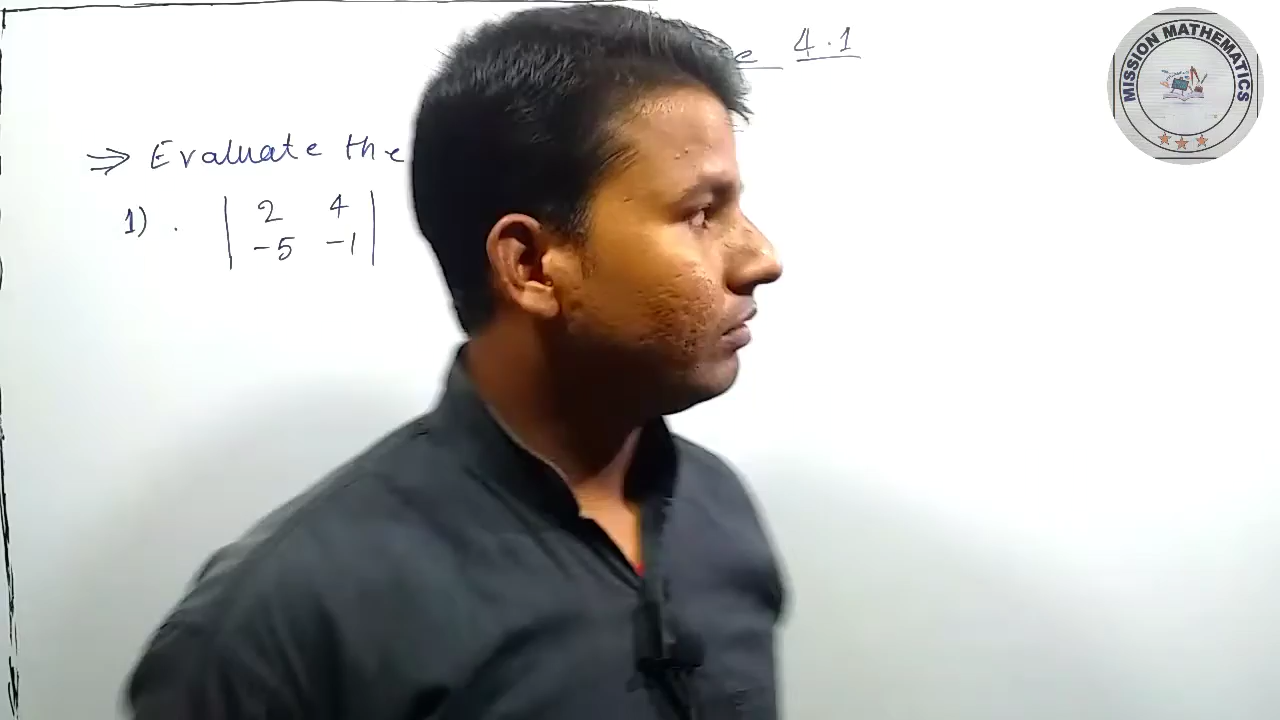 4.1
⇒ Evaluate the
1). | 2 4 |
| -5 -1 |
MISSION MATHEMATICS